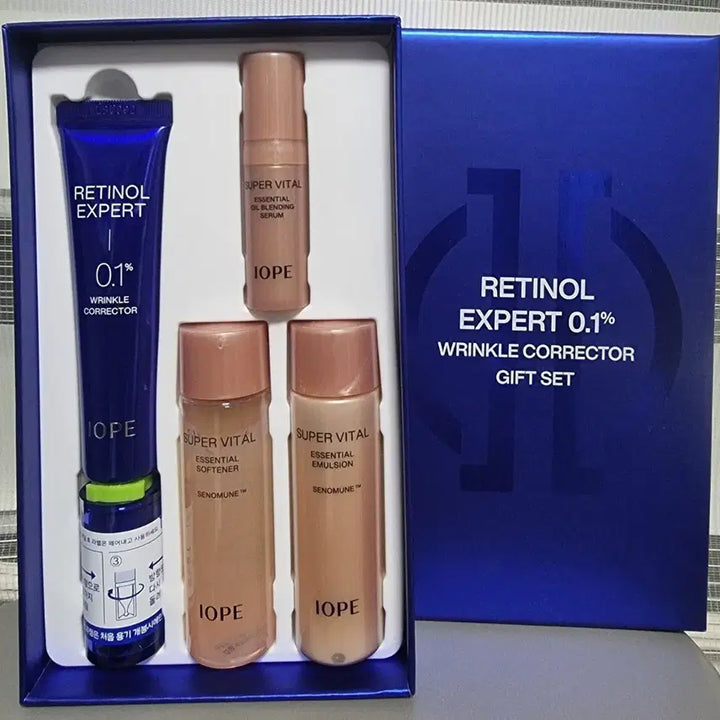 RETINOL
EXPERT
0.1%
WRINKLE
CORRECTOR
IOPE
③
SUPER VITAL
ESSENTIAL
OIL BLENDING
SERUM
IOPE
SUPER VITAL
ESSENTIAL
SOFTENER
SENOMUNE™
IOPE
SUPER VITAL
ESSENTIAL
EMULSION
SENOMUNE™
IOPE
RETINOL
EXPERT 0.1%
WRINKLE CORRECTOR
GIFT SET